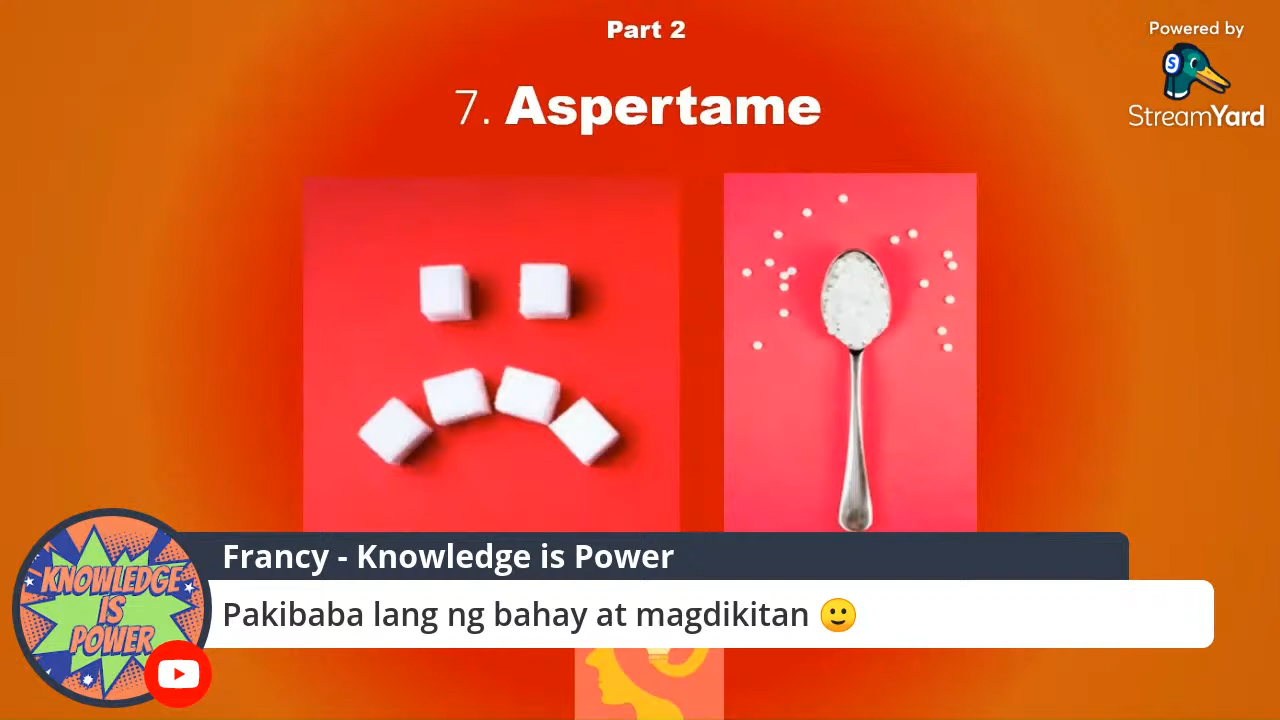 Part 2
Powered by
StreamYard
7. Aspertame
Francy - Knowledge is Power
Pakibaba lang ng bahay at magdikitan 🙂
KNOWLEDGE
IS
POWER